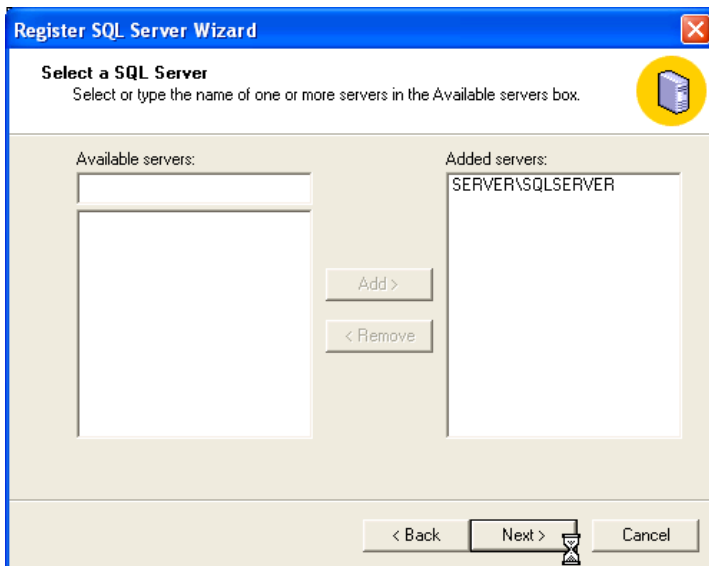 Register SQL Server Wizard
Select a SQL Server
Select or type the name of one or more servers in the Available servers box.
Available servers:
Added servers:
SERVER\SQLSERVER
Add >
< Remove
< Back
Next >
Cancel